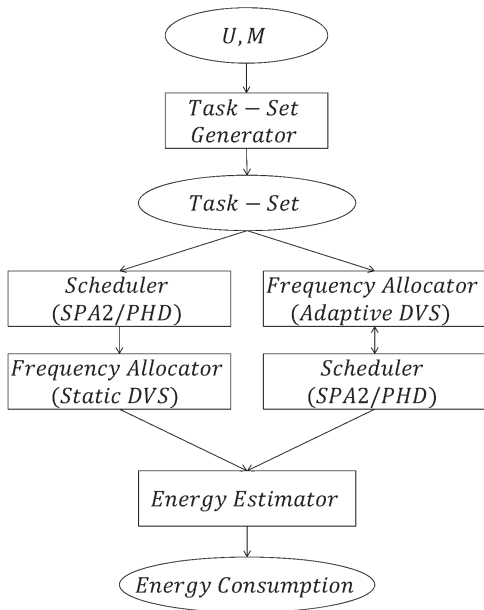 U, M
Task − Set
Generator
Task − Set
Scheduler
(SPA2/PHD)
Frequency Allocator
(Adaptive DVS)
Frequency Allocator
(Static DVS)
Scheduler
(SPA2/PHD)
Energy Estimator
Energy Consumption